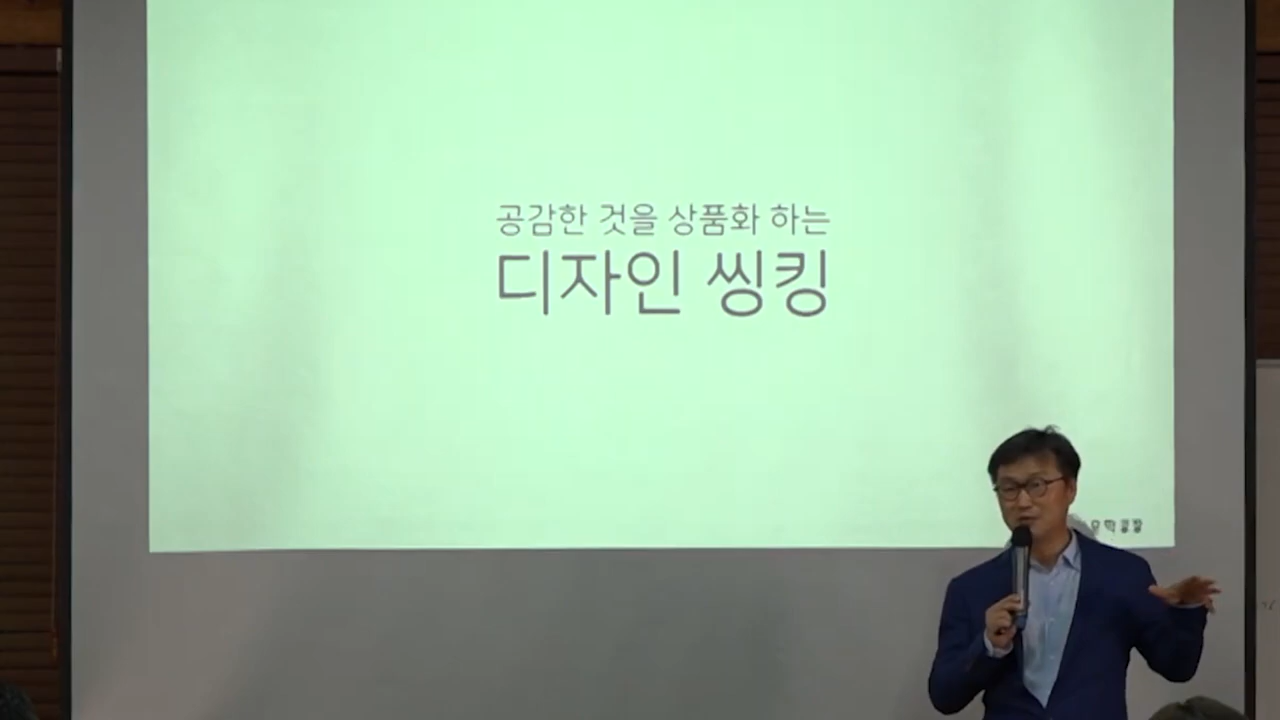 공감한 것을 상품화 하는
디자인 씽킹